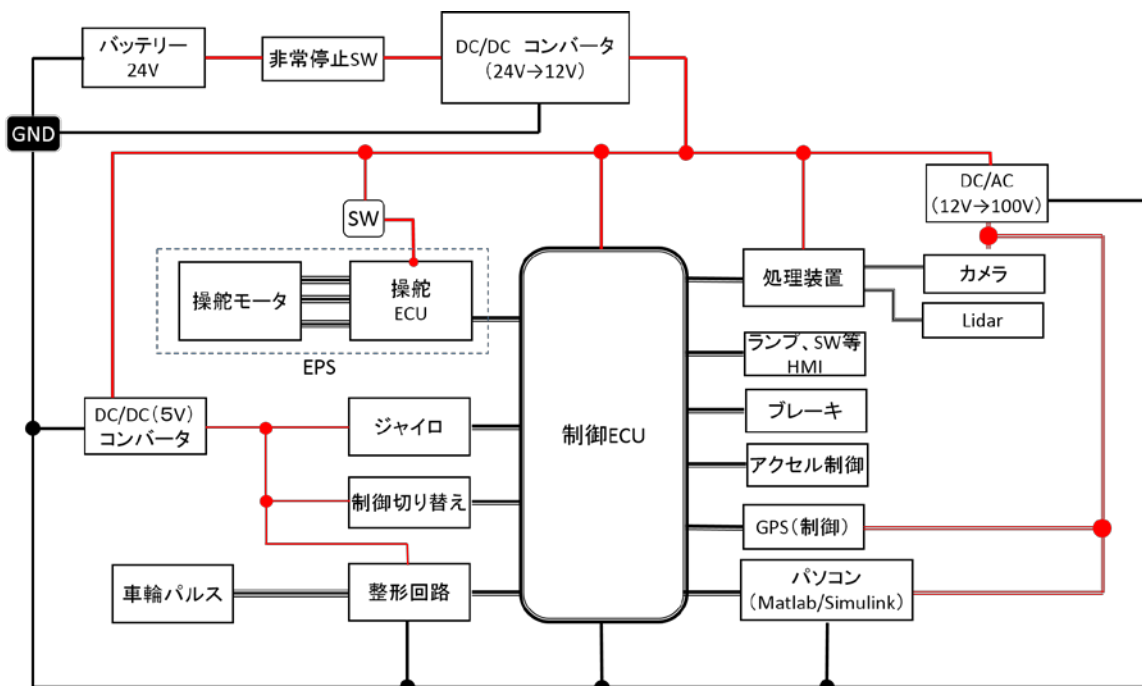 バッテリー
24V
非常停止SW
DC/DC コンバータ
(24V→12V)
GND
DC/AC
(12V→100V)
SW
操舵モータ
操舵
ECU
EPS
処理装置
カメラ
Lidar
ランプ、SW等
HMI
DC/DC(5V)
コンバータ
ジャイロ
制御ECU
ブレーキ
アクセル制御
制御切り替え
GPS(制御)
車輪パルス
整形回路
パソコン
(Matlab/Simulink)